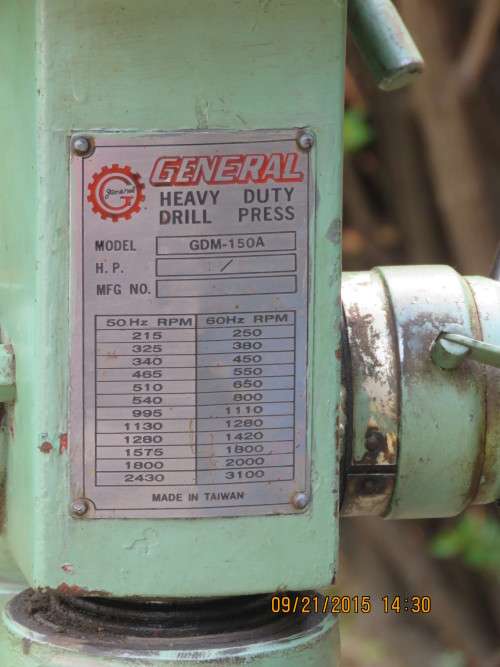 general
G
GENERAL
HEAVY DUTY
DRILL PRESS
MODEL GDM-150A
H.P. /
MFG NO.
50Hz RPM 60Hz RPM
215 250
325 380
340 450
465 550
510 650
540 800
995 1110
1130 1280
1280 1420
1575 1800
1800 2000
2430 3100
MADE IN TAIWAN
09/21/2015 14:30